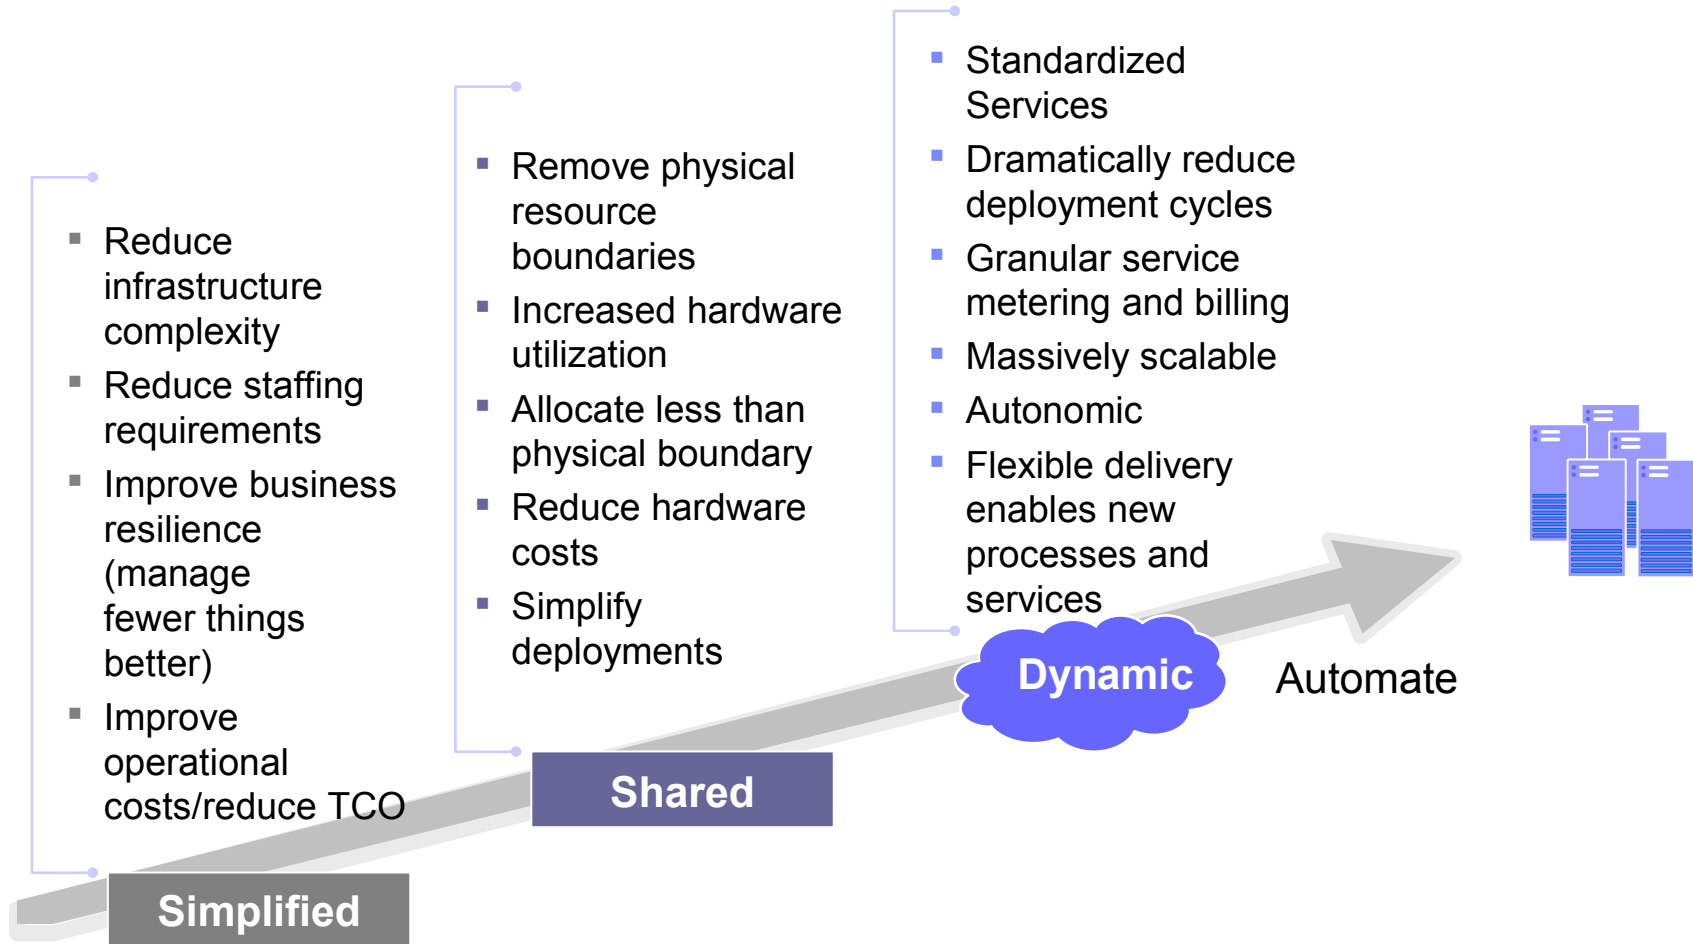 Reduce
infrastructure
complexity
Reduce staffing
requirements
Improve business
resilience
(manage
fewer things
better)
Improve
operational
costs/reduce TCO
Simplified
Remove physical
resource
boundaries
Increased hardware
utilization
Allocate less than
physical boundary
Reduce hardware
costs
Simplify
deployments
Shared
Standardized
Services
Dramatically reduce
deployment cycles
Granular service
metering and billing
Massively scalable
Autonomic
Flexible delivery
enables new
processes and
services
Dynamic
Automate